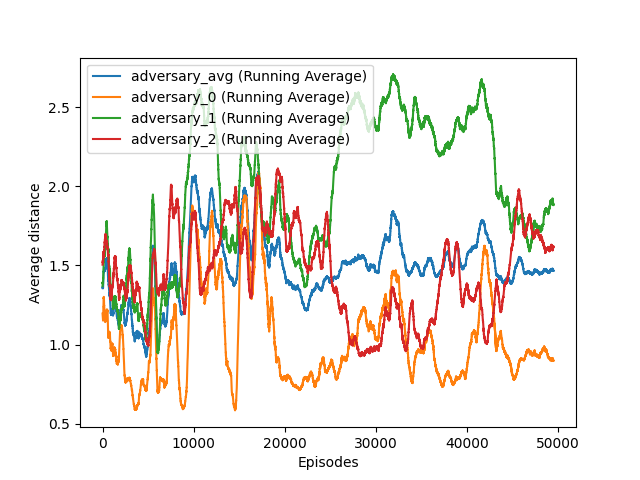 adversary_avg (Running Average)
adversary_0 (Running Average)
adversary_1 (Running Average)
adversary_2 (Running Average)
2.5
2.0
1.5
1.0
0.5
Average distance
0
10000
20000
30000
40000
50000
Episodes